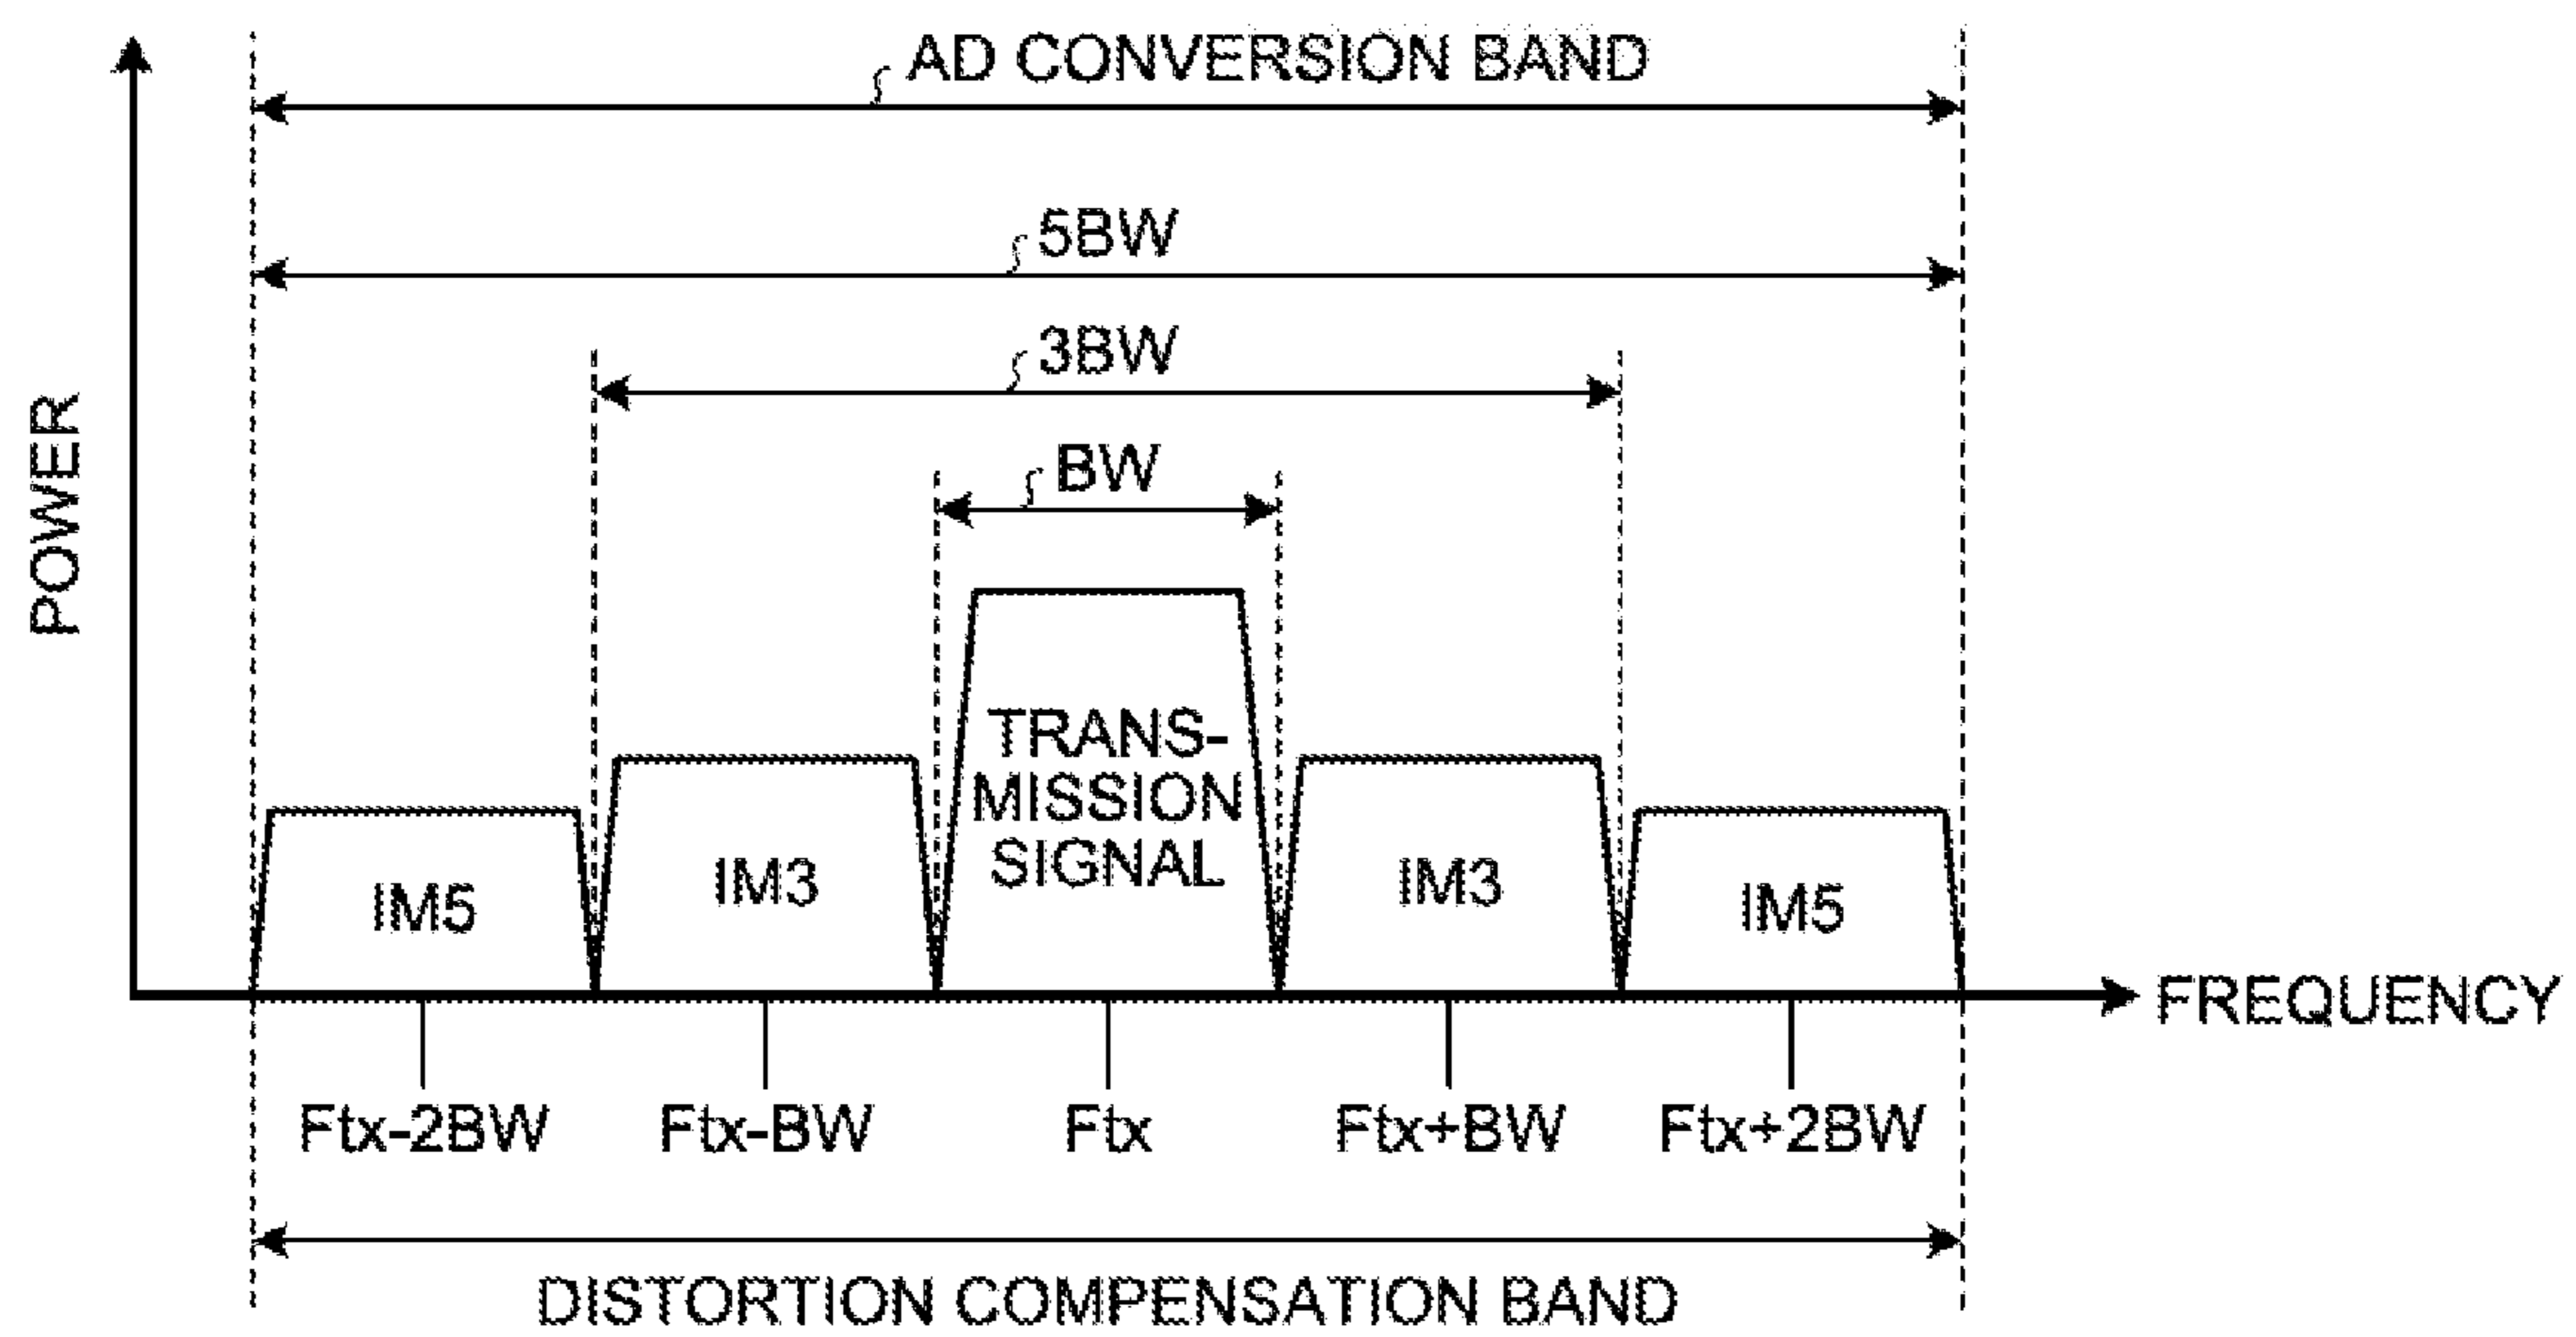 AD CONVERSION BAND
5BW
3BW
BW
POWER
TRANS-
MISSION
SIGNAL
IM5
IM3
IM3
IM5
FREQUENCY
Ftx-2BW
Ftx-BW
Ftx
Ftx+BW
Ftx+2BW
DISTORTION COMPENSATION BAND